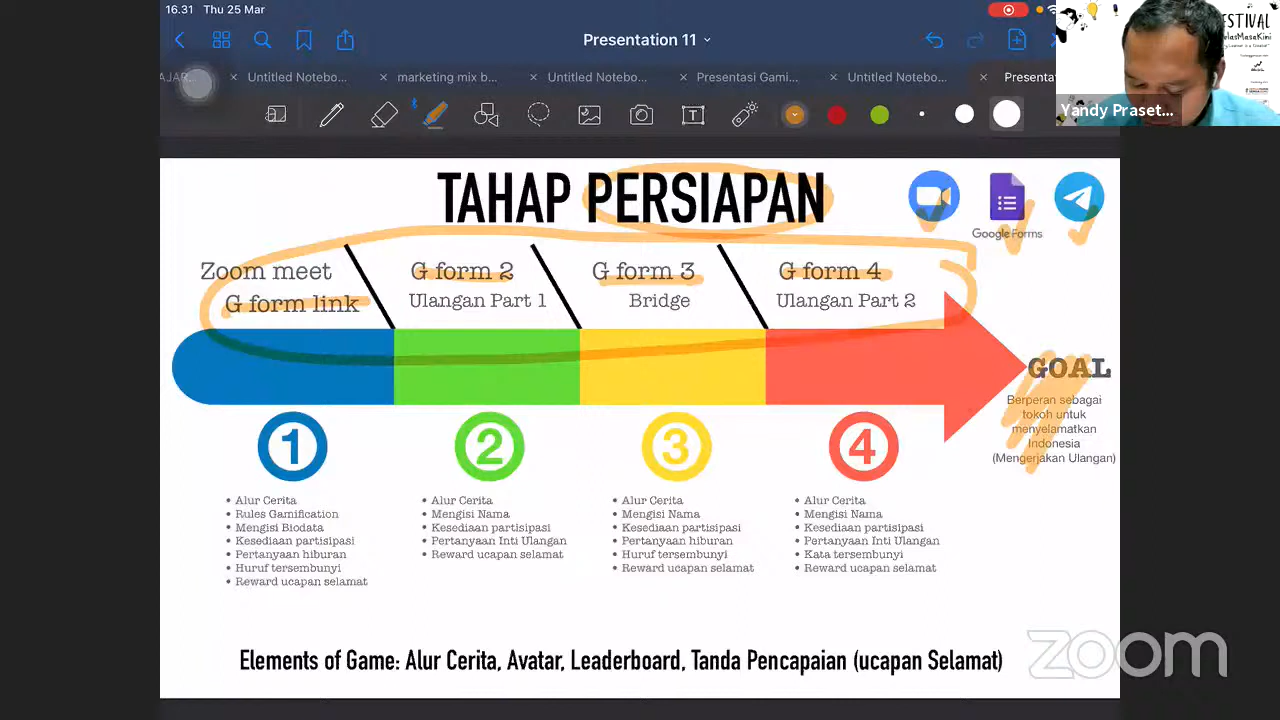 16.31 Thu 25 Mar
Presentation 11
Untitled Notebo...
marketing mix b...
Untitled Notebo...
Presentasi Gami...
Untitled Notebo...
Presenta
ESTIVAL
Yandy Praset...
TAHAP PERSIAPAN
Google Forms
Zoom meet
G form link
G form 2
Ulangan Part 1
G form 3
Bridge
G form 4
Ulangan Part 2
GOAL
Berperan sebagai
tokoh untuk
menyelamatkan
Indonesia
(Mengerjakan Ulangan)
1
• Alur Cerita
• Rules Gamification
• Mengisi Biodata
• Kesediaan partisipasi
• Pertanyaan hiburan
• Huruf tersembunyi
• Reward ucapan selamat
2
• Alur Cerita
• Mengisi Nama
• Kesediaan partisipasi
• Pertanyaan Inti Ulangan
• Reward ucapan selamat
3
• Alur Cerita
• Mengisi Nama
• Kesediaan partisipasi
• Pertanyaan hiburan
• Huruf tersembunyi
• Reward ucapan selamat
4
• Alur Cerita
• Mengisi Nama
• Kesediaan partisipasi
• Pertanyaan Inti Ulangan
• Kata tersembunyi
• Reward ucapan selamat
Elements of Game: Alur Cerita, Avatar, Leaderboard, Tanda Pencapaian (ucapan Selamat)
zoom